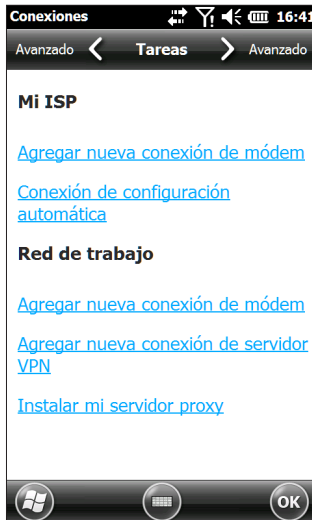 Conexiones 16:41
Avanzado Tareas Avanzado
Mi ISP
Agregar nueva conexión de módem
Conexión de configuración
automática
Red de trabajo
Agregar nueva conexión de módem
Agregar nueva conexión de servidor
VPN
Instalar mi servidor proxy
OK